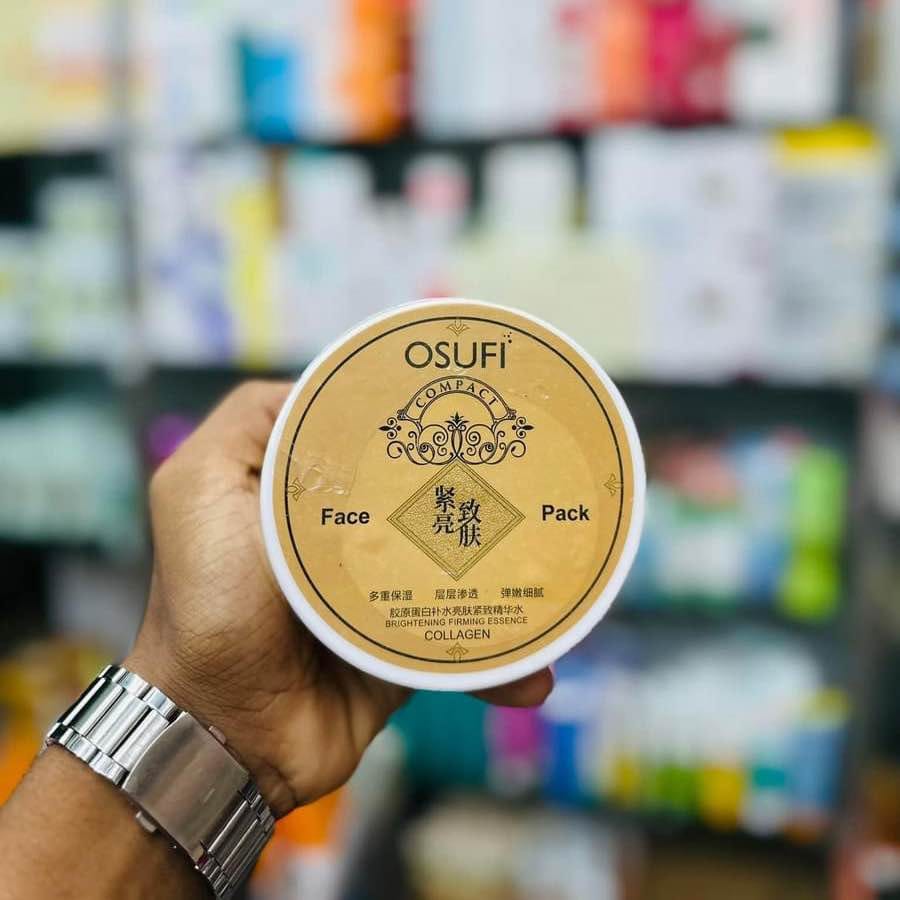 OSUFI
COMPACT
紧致
亮肤
Face
Pack
多重保湿 层层渗透 弹嫩细腻
胶原蛋白补水亮肤紧致精华水
BRIGHTENING FIRMING ESSENCE
COLLAGEN